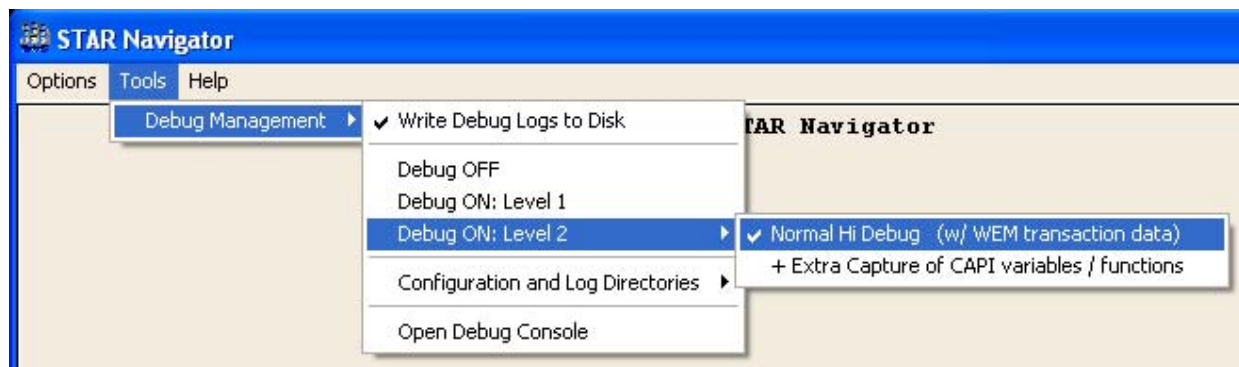 STAR Navigator
Options Tools Help
Debug Management
Write Debug Logs to Disk
TAR Navigator
Debug OFF
Debug ON: Level 1
Debug ON: Level 2
Normal Hi Debug (w/ WEM transaction data)
+ Extra Capture of CAPI variables / functions
Configuration and Log Directories
Open Debug Console